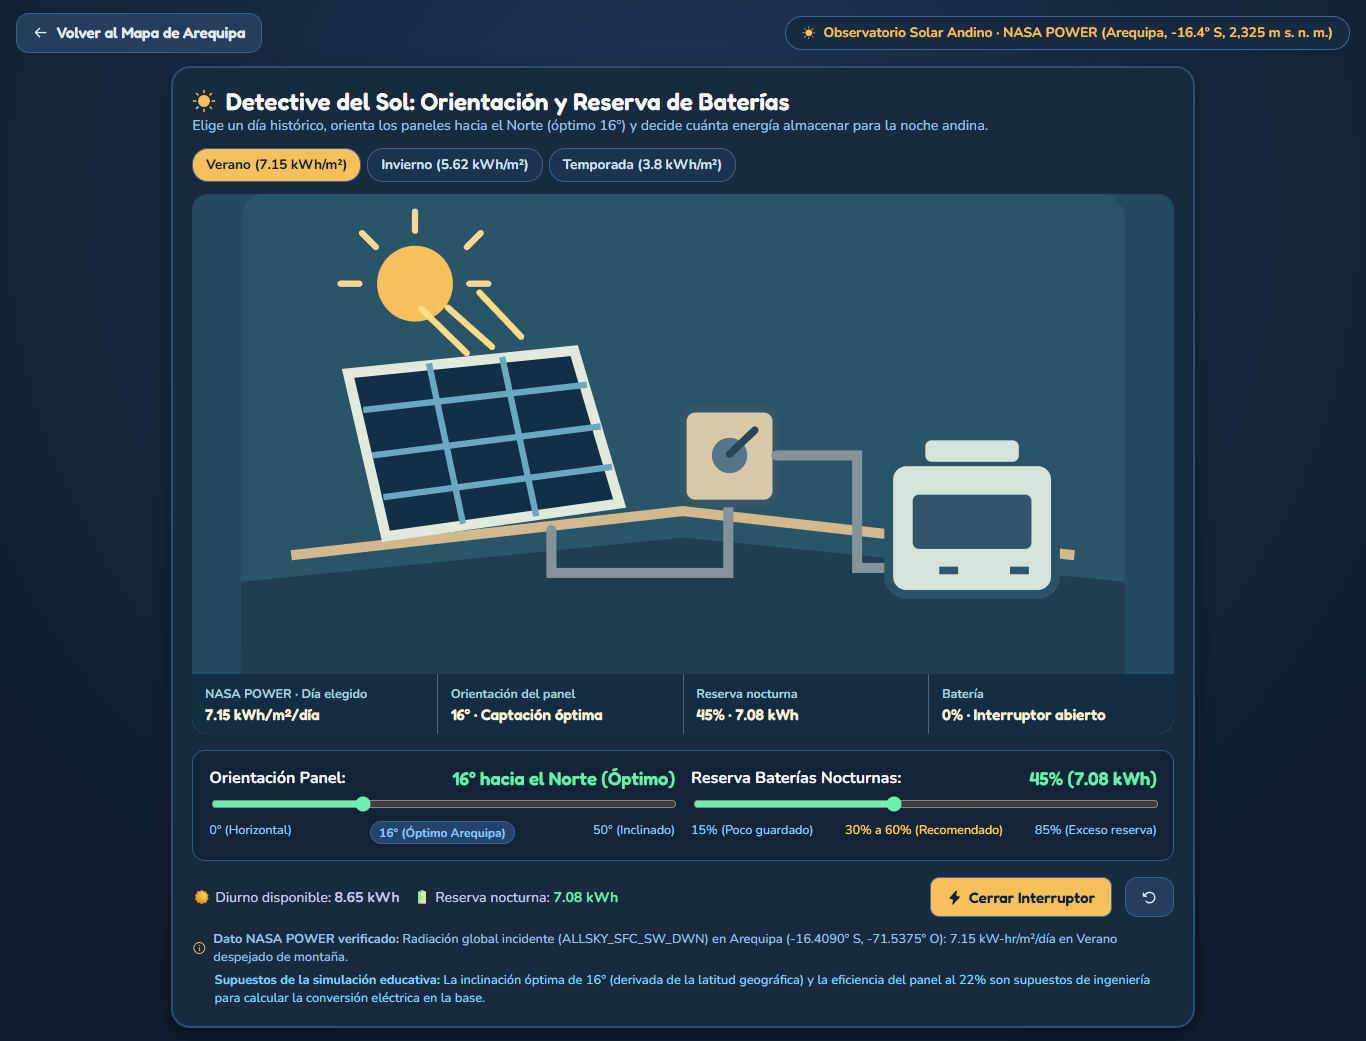 Volver al Mapa de Arequipa
Observatorio Solar Andino · NASA POWER (Arequipa, -16.4° S, 2,325 m s. n. m.)
Detective del Sol: Orientación y Reserva de Baterías
Elige un día histórico, orienta los paneles hacia el Norte (óptimo 16°) y decide cuánta energía almacenar para la noche andina.
Verano (7.15 kWh/m²)
Invierno (5.62 kWh/m²)
Temporada (3.8 kWh/m²)
NASA POWER · Día elegido
7.15 kWh/m²/día
Orientación del panel
16° · Captación óptima
Reserva nocturna
45% · 7.08 kWh
Batería
0% · Interruptor abierto
Orientación Panel:
16° hacia el Norte (Óptimo)
0° (Horizontal)
16° (Óptimo Arequipa)
50° (Inclinado)
Reserva Baterías Nocturnas:
45% (7.08 kWh)
15% (Poco guardado)
30% a 60% (Recomendado)
85% (Exceso reserva)
Diurno disponible: 8.65 kWh
Reserva nocturna: 7.08 kWh
Cerrar Interruptor
Dato NASA POWER verificado: Radiación global incidente (ALLSKY_SFC_SW_DWN) en Arequipa (-16.4090° S, -71.5375° O): 7.15 kW-hr/m²/día en Verano
despejado de montaña.
Supuestos de la simulación educativa: La inclinación óptima de 16° (derivada de la latitud geográfica) y la eficiencia del panel al 22% son supuestos de ingeniería
para calcular la conversión eléctrica en la base.